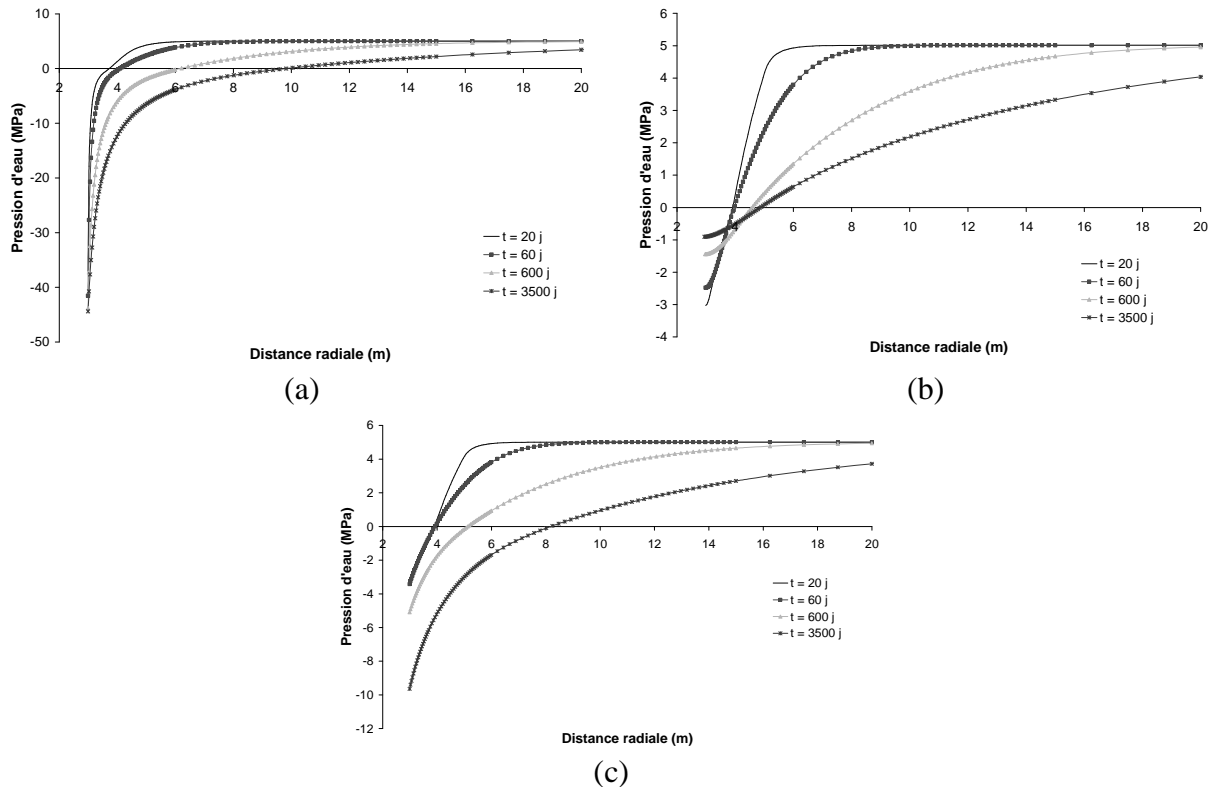 10
0
-10
-20
-30
-40
-50
2 4 6 8 10 12 14 16 18 20
Pression d'eau (MPa)
Distance radiale (m)
t = 20 j
t = 60 j
t = 600 j
t = 3500 j
(a)
6
5
4
3
2
1
0
-1
-2
-3
-4
2 4 6 8 10 12 14 16 18 20
Pression d'eau (MPa)
Distance radiale (m)
t = 20 j
t = 60 j
t = 600 j
t = 3500 j
(b)
6
4
2
0
-2
-4
-6
-8
-10
-12
2 4 6 8 10 12 14 16 18 20
Pression d'eau (MPa)
Distance radiale (m)
t = 20 j
t = 60 j
t = 600 j
t = 3500 j
(c)